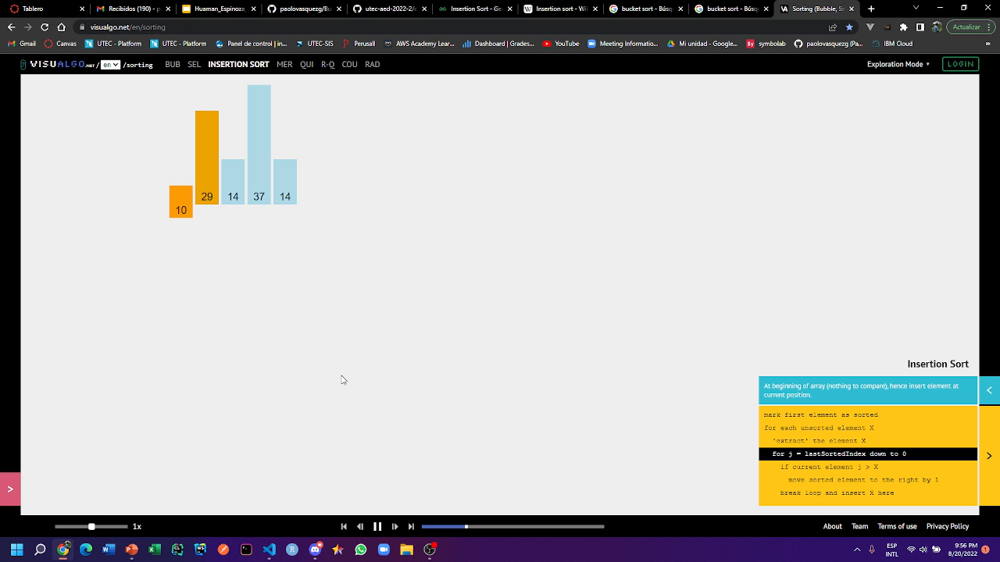 Tablero
Recibidos (190) - p
Huaman_Espinoza_
paolovasquezg/Bu
utec-aed-2022-2/c
Insertion Sort - Ge
Insertion sort - Wi
bucket sort - Búsq
bucket sort - Búsq
Sorting (Bubble, Se
visualgo.net/en/sorting
Actualizar
Gmail
Canvas
UTEC - Platform
UTEC - Platform
Panel de control | in...
UTEC-SIS
Perusall
AWS Academy Lear...
Dashboard | Grades...
YouTube
Meeting Informatio...
Mi unidad - Google...
symbolab
paolovasquezg (Pa...
IBM Cloud
»
VISUALGO.NET / en /sorting
BUB
SEL
INSERTION SORT
MER
QUI
R-Q
COU
RAD
Exploration Mode
LOGIN
10
29
14
37
14
Insertion Sort
At beginning of array (nothing to compare), hence insert element at
current position.
mark first element as sorted
for each unsorted element X
'extract' the element X
for j = lastSortedIndex down to 0
if current element j > X
move sorted element to the right by 1
break loop and insert X here
1x
About
Team
Terms of use
Privacy Policy
ESP
INTL
9:05 PM
8/20/2022